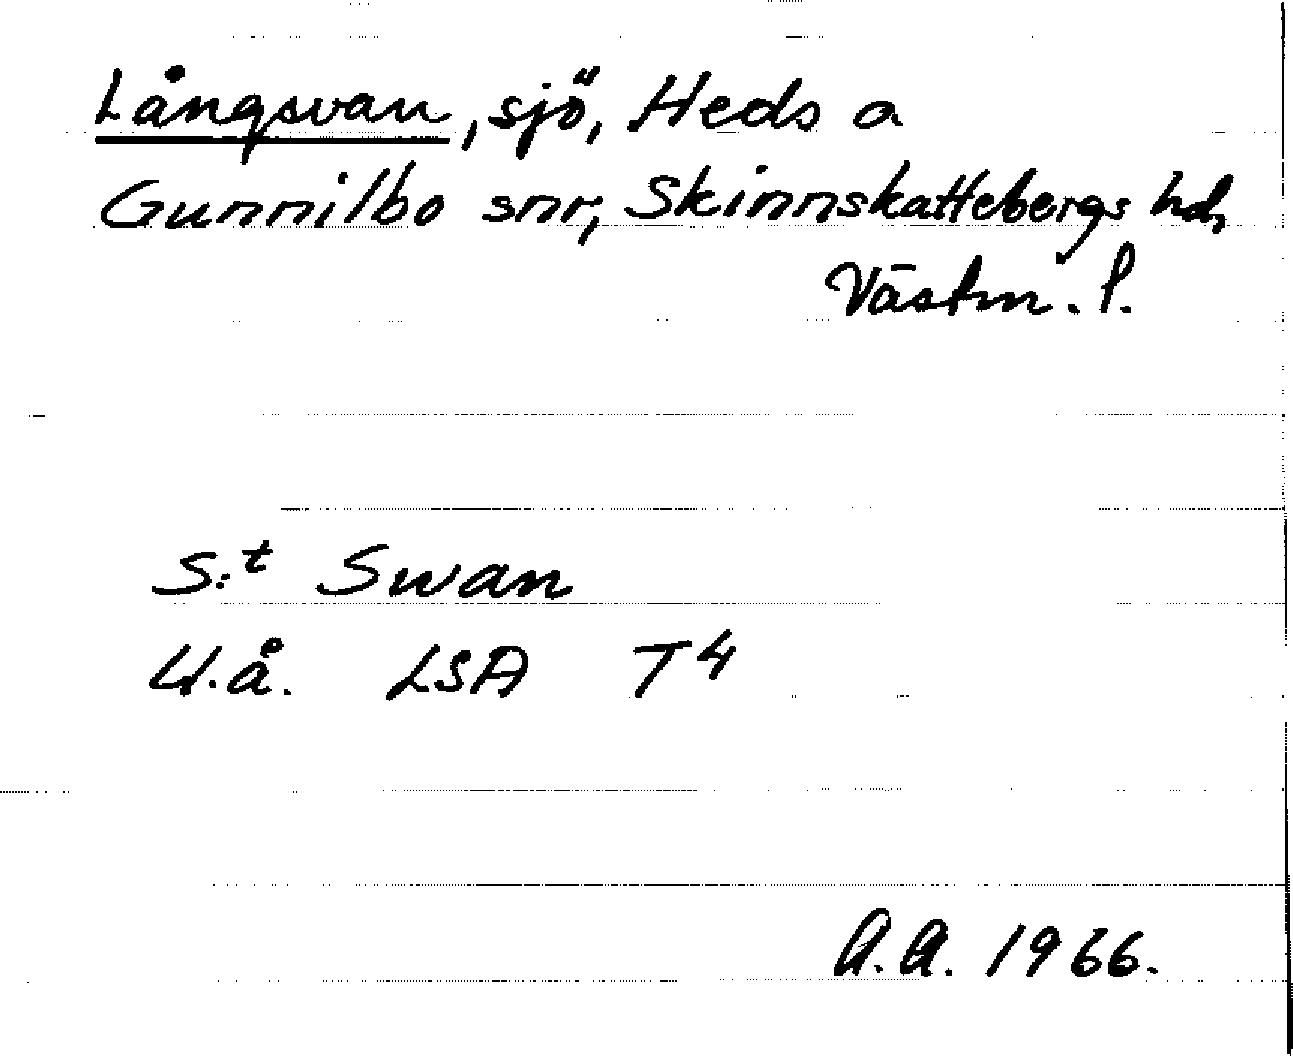 Långsvan, sjö, Heds o
Gunnilbo snr, Skinnskattebergs hd,
Västm. l.
S:t Swan
U.å. LSA T4
A.A. 1966.